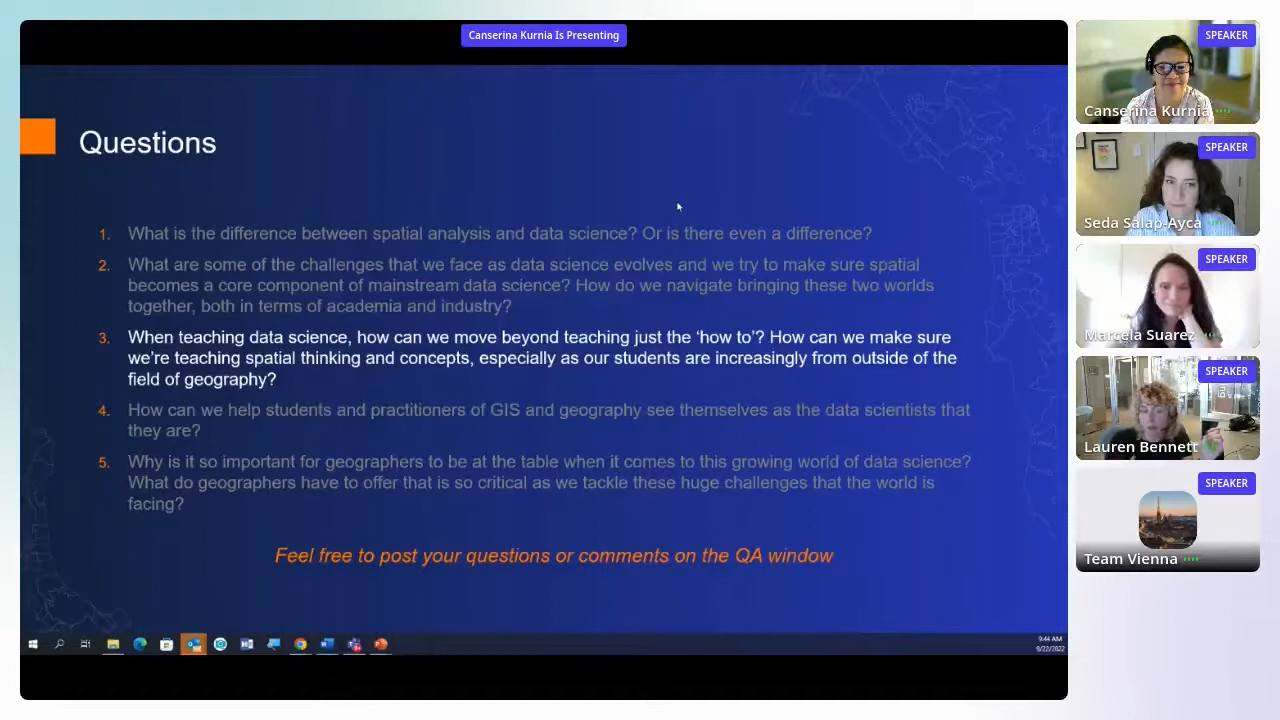 Canserina Kurnia Is Presenting
Questions
1. What is the difference between spatial analysis and data science? Or is there even a difference?
2. What are some of the challenges that we face as data science evolves and we try to make sure spatial
becomes a core component of mainstream data science? How do we navigate bringing these two worlds
together, both in terms of academia and industry?
3. When teaching data science, how can we move beyond teaching just the ‘how to’? How can we make sure
we’re teaching spatial thinking and concepts, especially as our students are increasingly from outside of the
field of geography?
4. How can we help students and practitioners of GIS and geography see themselves as the data scientists that
they are?
5. Why is it so important for geographers to be at the table when it comes to this growing world of data science?
What do geographers have to offer that is so critical as we tackle these huge challenges that the world is
facing?
Feel free to post your questions or comments on the QA window
9:44 AM
6/22/2022
SPEAKER
Canserina Kurnia
SPEAKER
Seda Salap-Ayca
SPEAKER
Marcela Suarez
SPEAKER
Lauren Bennett
SPEAKER
Team Vienna